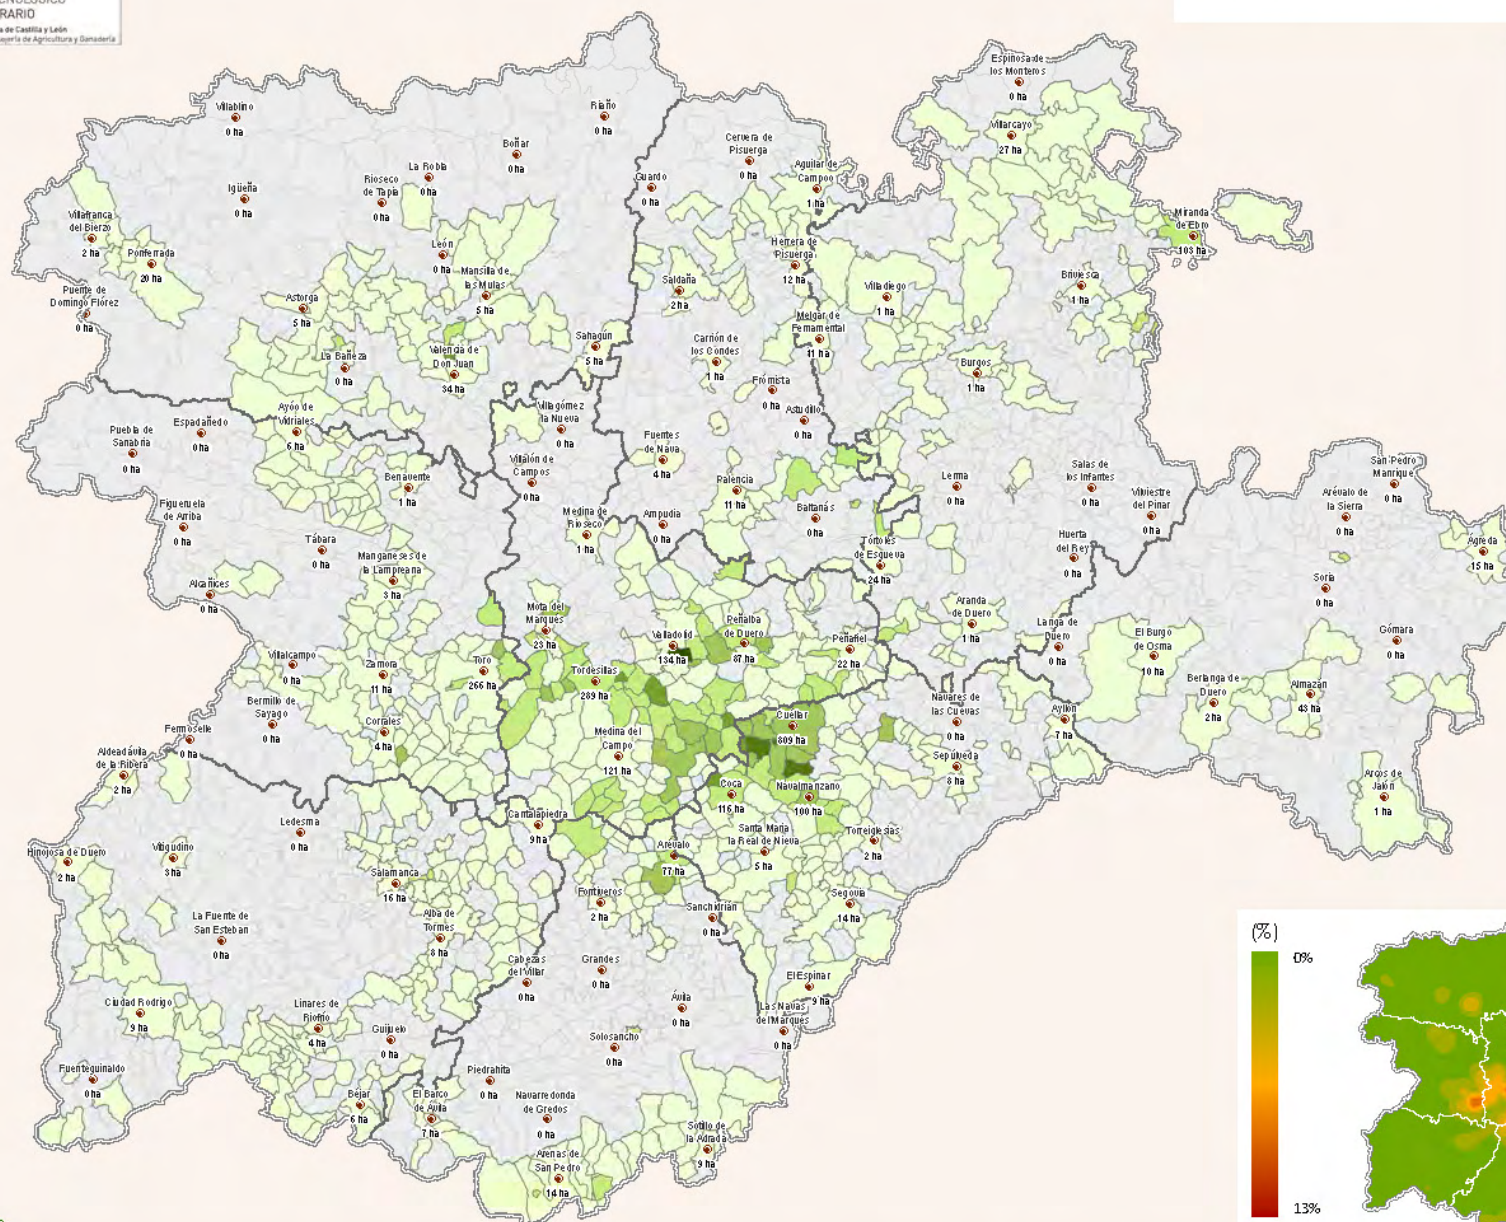 RARIO
a de Castilla y León
ajería de Agricultura y Ganadería
Espinosa de
los Monteros
0 ha
Villablino
0 ha
Riaño
0 ha
Villarcayo
27 ha
Boñar
0 ha
Cervera de
Pisuerga
0 ha
La Robla
0 ha
Aguilar de
Campoo
1 ha
Guardo
0 ha
Igüeña
0 ha
Rioseco
de Tapia
0 ha
Villafranca
del Bierzo
2 ha
Miranda
de Ebro
103 ha
Ponferrada
20 ha
León
0 ha
Herrera de
Pisuerga
12 ha
Mansilla de
las Mulas
5 ha
Saldaña
2 ha
Villadiego
1 ha
Briviesca
1 ha
Puente de
Domingo Flórez
0 ha
Astorga
5 ha
Melgar de
Fernamental
11 ha
Sahagún
5 ha
Carrión de
los Condes
1 ha
La Bañeza
0 ha
Valencia de
Don Juan
34 ha
Burgos
1 ha
Frómista
0 ha
Villagómez
la Nueva
0 ha
Astudillo
0 ha
Ayoo de
Vidriales
6 ha
Espadañedo
0 ha
Puebla de
Sanabria
0 ha
Fuentes
de Nava
4 ha
Villalón de
Campos
0 ha
Benavente
1 ha
Palencia
11 ha
Lerma
0 ha
Salas de
los Infantes
0 ha
San Pedro
Manrique
0 ha
Vilviestre
del Pinar
0 ha
Arévalo de
la Sierra
0 ha
Figueruela
de Arriba
0 ha
Medina de
Rioseco
1 ha
Ampudia
0 ha
Baltanás
0 ha
Tábara
0 ha
Tórtoles
de Esgueva
24 ha
Huerta
del Rey
0 ha
Ágreda
15 ha
Manganeses de
la Lampreana
3 ha
Alcañices
0 ha
Soria
0 ha
Mota del
Marqués
23 ha
Valladolid
134 ha
Peñalba
de Duero
87 ha
Peñafiel
22 ha
Aranda
de Duero
1 ha
Langa de
Duero
0 ha
El Burgo
de Osma
10 ha
Gómara
0 ha
Villalcampo
0 ha
Zamora
11 ha
Toro
266 ha
Tordesillas
289 ha
Berlanga de
Duero
2 ha
Almazán
43 ha
Bermillo de
Sayago
0 ha
Corrales
4 ha
Medina del
Campo
121 ha
Cuellar
809 ha
Navares de
las Cuevas
0 ha
Ayllón
7 ha
Fermoselle
0 ha
Aldeadávila
de la Ribera
2 ha
Sepúlveda
8 ha
Coca
116 ha
Navalmanzano
100 ha
Arcos de
Jalón
1 ha
Ledesma
0 ha
Cantalapiedra
9 ha
Santa María
la Real de Nieva
5 ha
Torreiglesias
2 ha
Hinojosa de Duero
2 ha
Vitigudino
3 ha
Arévalo
77 ha
Salamanca
16 ha
Fontiveros
2 ha
Segovia
14 ha
Sanchidrián
0 ha
La Fuente de
San Esteban
0 ha
Alba de
Tormes
8 ha
Cabezas
del Villar
0 ha
Grandes
0 ha
El Espinar
9 ha
Ciudad Rodrigo
9 ha
Linares de
Riofrío
4 ha
Ávila
0 ha
Las Navas
del Marqués
0 ha
Guijuelo
0 ha
Solosancho
0 ha
Fuenteguinaldo
0 ha
Piedrahita
0 ha
Béjar
6 ha
El Barco
de Ávila
7 ha
Navarredonda
de Gredos
0 ha
Sotillo de
la Adrada
9 ha
Arenas de
San Pedro
14 ha
(%)
0%
13%